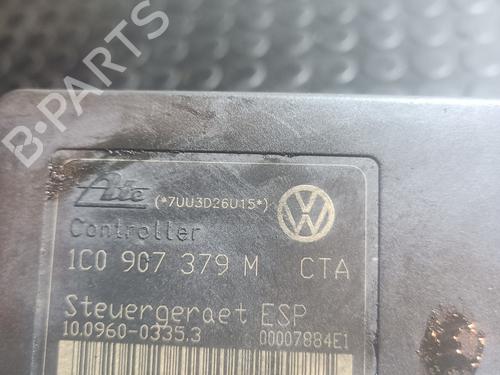 B-PARTS
Ate (*7UU3D26U15*)
Controller
1C0 907 379 M CTA
Steuergeraet ESP
10.0960-0335.3 00007884E1